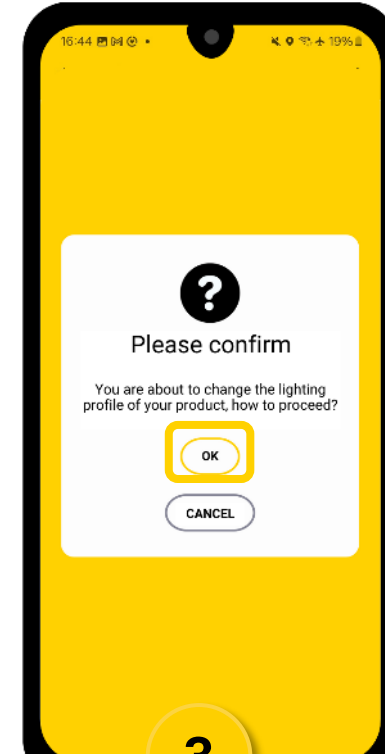 16:44
19%
?
Please confirm
You are about to change the lighting
profile of your product, how to proceed?
OK
CANCEL
3